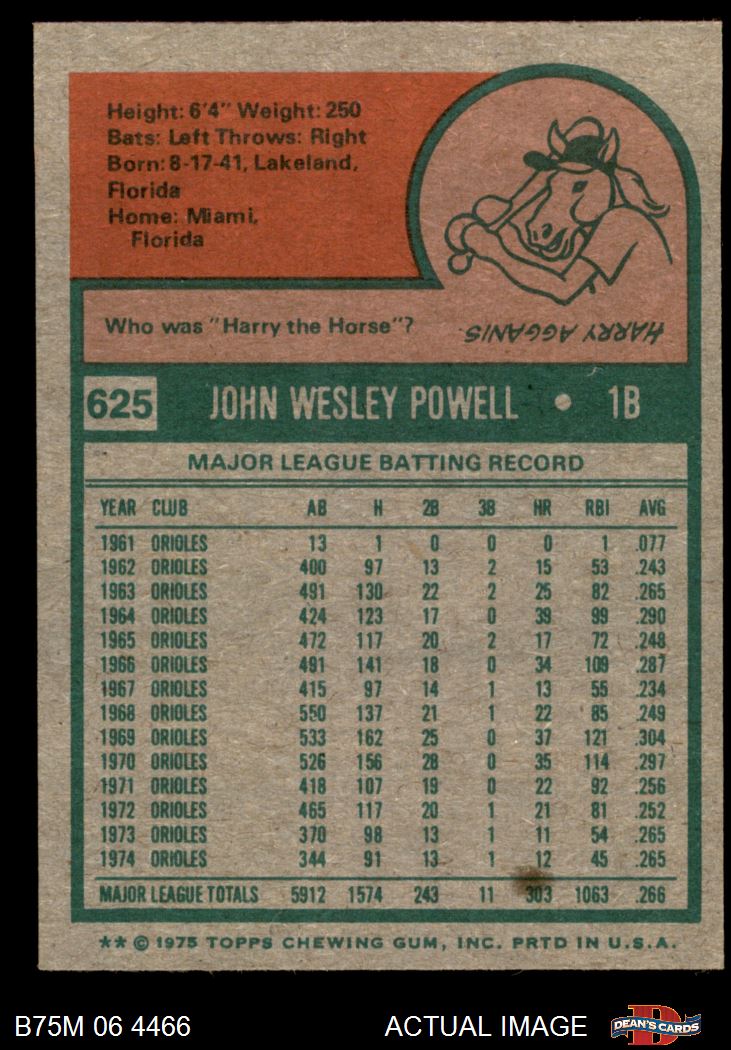 Height: 6'4" Weight: 250
Bats: Left Throws: Right
Born: 8-17-41, Lakeland,
Florida
Home: Miami,
Florida
Who was "Harry the Horse"?
HARRY AGGANIS.
625 JOHN WESLEY POWELL • 1B
MAJOR LEAGUE BATTING RECORD
YEAR CLUB AB H 2B 3B HR RBI AVG
1961 ORIOLES 13 1 0 0 0 1 .077
1962 ORIOLES 400 97 13 2 15 53 .243
1963 ORIOLES 491 130 22 2 25 82 .265
1964 ORIOLES 424 123 17 0 39 99 .290
1965 ORIOLES 472 117 20 2 17 72 .248
1966 ORIOLES 491 141 18 0 34 109 .287
1967 ORIOLES 415 97 14 1 13 55 .234
1968 ORIOLES 550 137 21 1 22 85 .249
1969 ORIOLES 533 162 25 0 37 121 .304
1970 ORIOLES 526 156 28 0 35 114 .297
1971 ORIOLES 418 107 19 0 22 92 .256
1972 ORIOLES 465 117 20 1 21 81 .252
1973 ORIOLES 370 98 13 1 11 54 .265
1974 ORIOLES 344 91 13 1 12 45 .265
MAJOR LEAGUE TOTALS 5912 1574 243 11 303 1063 .266
** © 1975 TOPPS CHEWING GUM, INC. PRTD IN U.S.A.
B75M 06 4466 ACTUAL IMAGE
D
DEAN'S CARDS